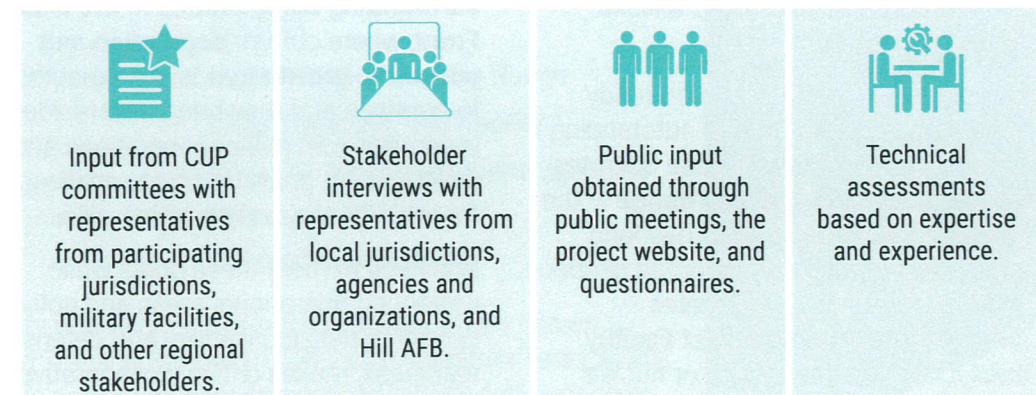 Input from CUP
committees with
representatives
from participating
jurisdictions,
military facilities,
and other regional
stakeholders.
Stakeholder
interviews with
representatives from
local jurisdictions,
agencies and
organizations, and
Hill AFB.
Public input
obtained through
public meetings, the
project website, and
questionnaires.
Technical
assessments
based on expertise
and experience.